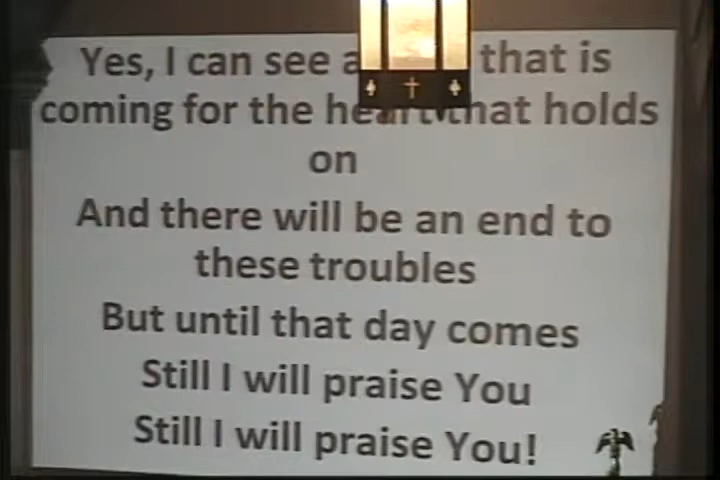 Yes, I can see a that is
coming for the heart that holds
on
And there will be an end to
these troubles
But until that day comes
Still I will praise You
Still I will praise You!